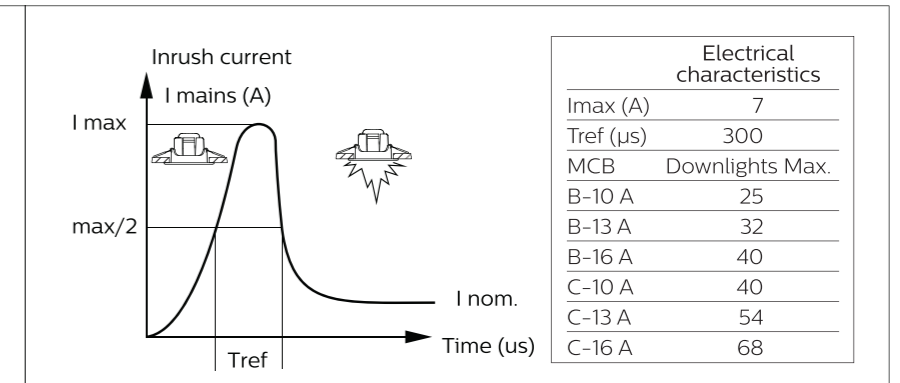 Inrush current
I mains (A)
I max
max/2
I nom.
Time (us)
Tref
Electrical
characteristics
Imax (A) 7
Tref (µs) 300
MCB Downlights Max.
B-10 A 25
B-13 A 32
B-16 A 40
C-10 A 40
C-13 A 54
C-16 A 68